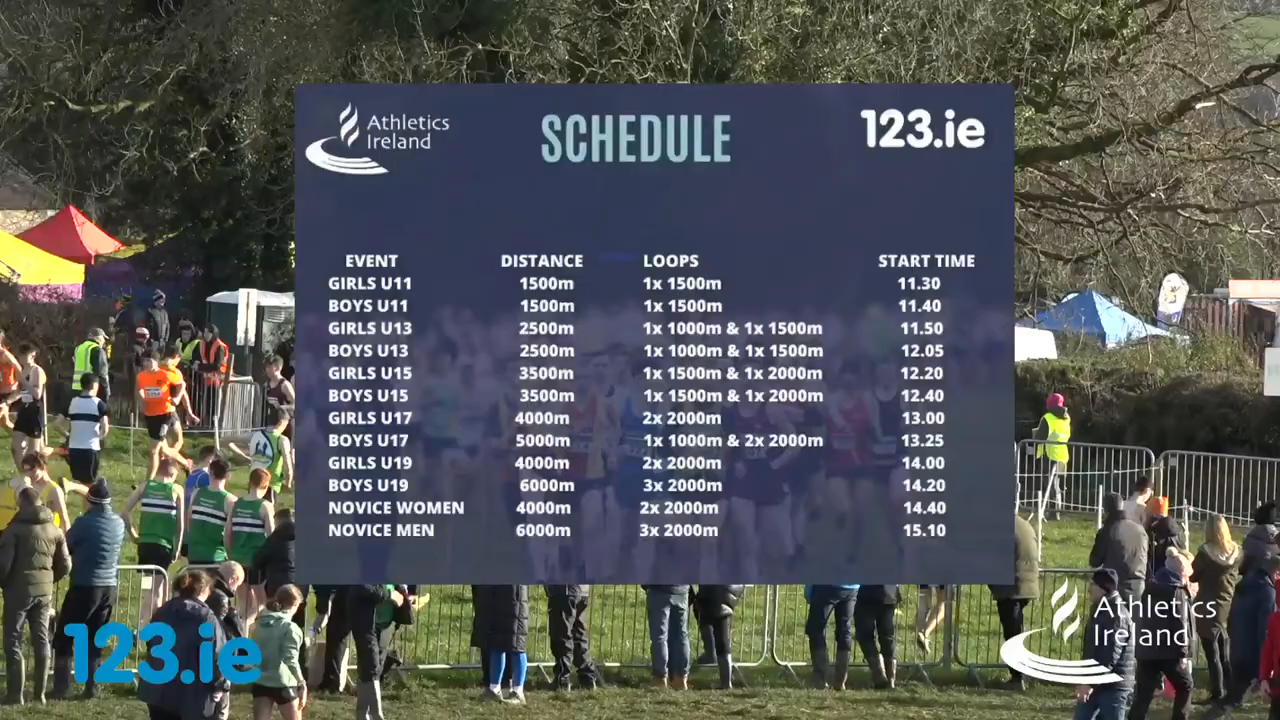 Athletics
Ireland
SCHEDULE
123.ie
EVENT DISTANCE LOOPS START TIME
GIRLS U11 1500m 1x 1500m 11.30
BOYS U11 1500m 1x 1500m 11.40
GIRLS U13 2500m 1x 1000m & 1x 1500m 11.50
BOYS U13 2500m 1x 1000m & 1x 1500m 12.05
GIRLS U15 3500m 1x 1500m & 1x 2000m 12.20
BOYS U15 3500m 1x 1500m & 1x 2000m 12.40
GIRLS U17 4000m 2x 2000m 13.00
BOYS U17 5000m 1x 1000m & 2x 2000m 13.25
GIRLS U19 4000m 2x 2000m 14.00
BOYS U19 6000m 3x 2000m 14.20
NOVICE WOMEN 4000m 2x 2000m 14.40
NOVICE MEN 6000m 3x 2000m 15.10
123.ie
Athletics
Ireland